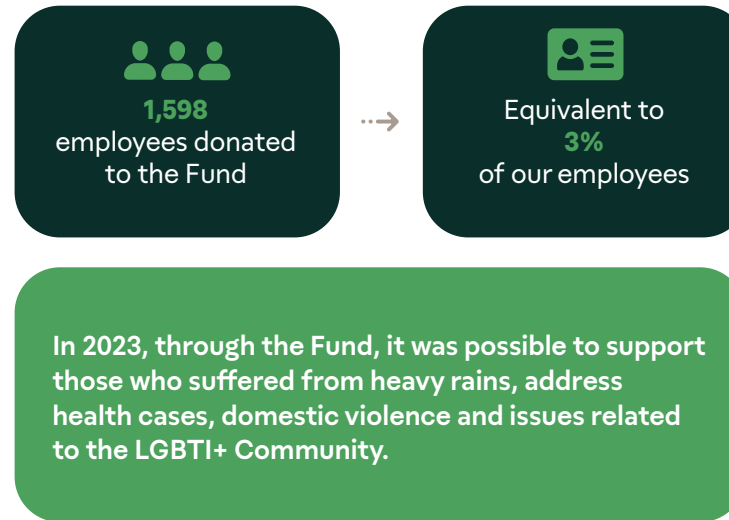 1,598
employees donated
to the Fund
Equivalent to
3%
of our employees
In 2023, through the Fund, it was possible to support
those who suffered from heavy rains, address
health cases, domestic violence and issues related
to the LGBTI+ Community.